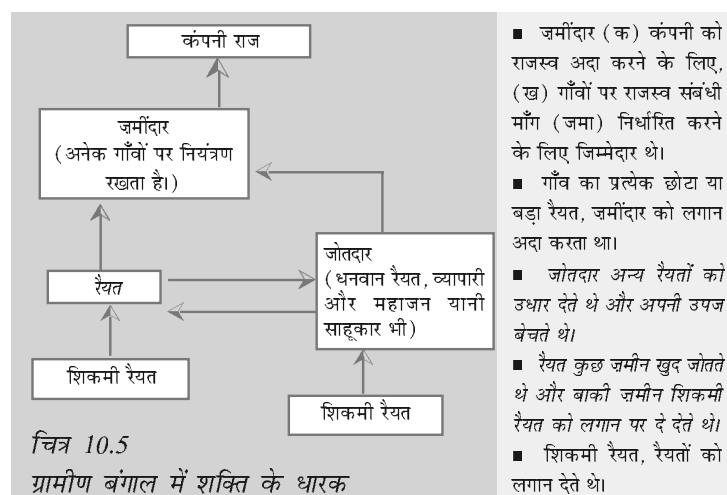 कंपनी राज
ज़मींदार
(अनेक गाँवों पर नियंत्रण
रखता है।)
रैयत
जोतदार
(धनवान रैयत, व्यापारी
और महाजन यानी
साहूकार भी)
शिकमी रैयत
शिकमी रैयत
चित्र 10.5
ग्रामीण बंगाल में शक्ति के धारक
■ ज़मींदार (क) कंपनी को
राजस्व अदा करने के लिए,
(ख) गाँवों पर राजस्व संबंधी
माँग (जमा) निर्धारित करने
के लिए जिम्मेदार थे।
■ गाँव का प्रत्येक छोटा या
बड़ा रैयत, ज़मींदार को लगान
अदा करता था।
■ जोतदार अन्य रैयतों को
उधार देते थे और अपनी उपज
बेचते थे।
■ रैयत कुछ ज़मीन खुद जोतते
थे और बाकी ज़मीन शिकमी
रैयत को लगान पर दे देते थे।
■ शिकमी रैयत, रैयतों को
लगान देते थे।